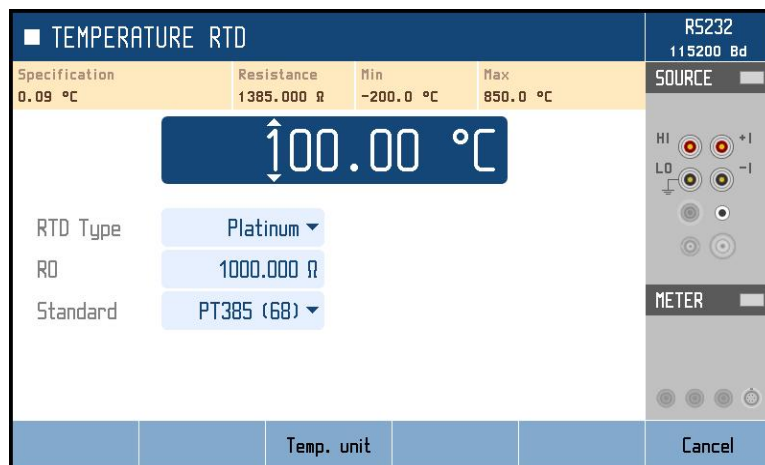 TEMPERATURE RTD
RS232
115200 Bd
Specification Resistance Min Max
0.09 °C 1385.000 Ω -200.0 °C 850.0 °C
SOURCE
100.00 °C
HI +I
LO -I
RTD Type Platinum
R0 1000.000 Ω
Standard PT385 (68)
METER
Temp. unit Cancel